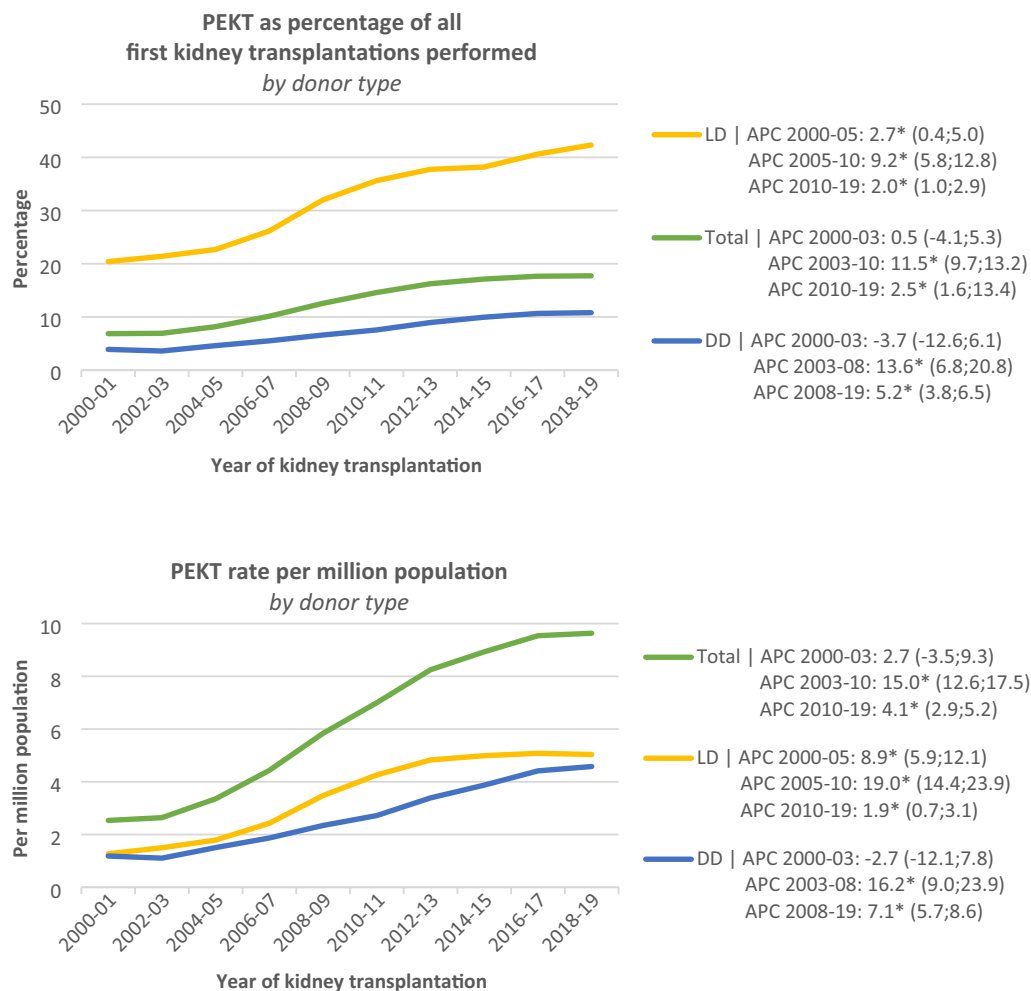 PEKT as percentage of all
first kidney transplantations performed
by donor type
50
40
30
20
10
0
Percentage
2000-01
2002-03
2004-05
2006-07
2008-09
2010-11
2012-13
2014-15
2016-17
2018-19
Year of kidney transplantation
LD | APC 2000-05: 2.7* (0.4;5.0)
APC 2005-10: 9.2* (5.8;12.8)
APC 2010-19: 2.0* (1.0;2.9)
Total | APC 2000-03: 0.5 (-4.1;5.3)
APC 2003-10: 11.5* (9.7;13.2)
APC 2010-19: 2.5* (1.6;13.4)
DD | APC 2000-03: -3.7 (-12.6;6.1)
APC 2003-08: 13.6* (6.8;20.8)
APC 2008-19: 5.2* (3.8;6.5)
PEKT rate per million population
by donor type
10
8
6
4
2
0
Per million population
2000-01
2002-03
2004-05
2006-07
2008-09
2010-11
2012-13
2014-15
2016-17
2018-19
Year of kidney transplantation
Total | APC 2000-03: 2.7 (-3.5;9.3)
APC 2003-10: 15.0* (12.6;17.5)
APC 2010-19: 4.1* (2.9;5.2)
LD | APC 2000-05: 8.9* (5.9;12.1)
APC 2005-10: 19.0* (14.4;23.9)
APC 2010-19: 1.9* (0.7;3.1)
DD | APC 2000-03: -2.7 (-12.1;7.8)
APC 2003-08: 16.2* (9.0;23.9)
APC 2008-19: 7.1* (5.7;8.6)